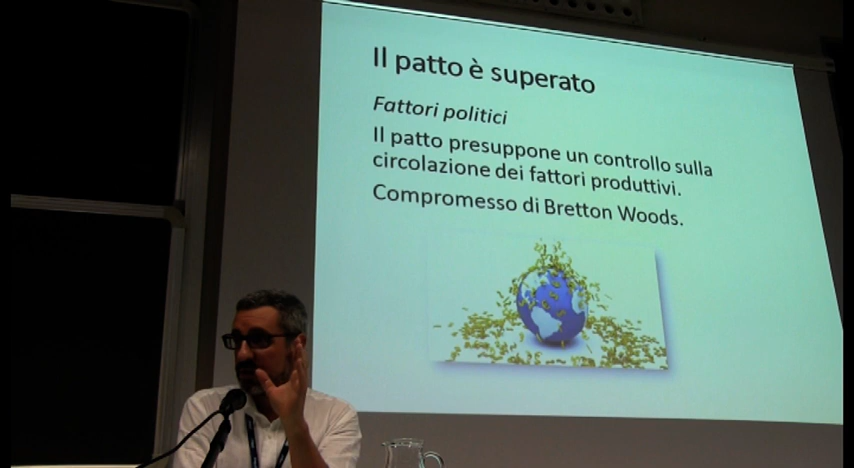 Il patto è superato
Fattori politici
Il patto presuppone un controllo sulla
circolazione dei fattori produttivi.
Compromesso di Bretton Woods.